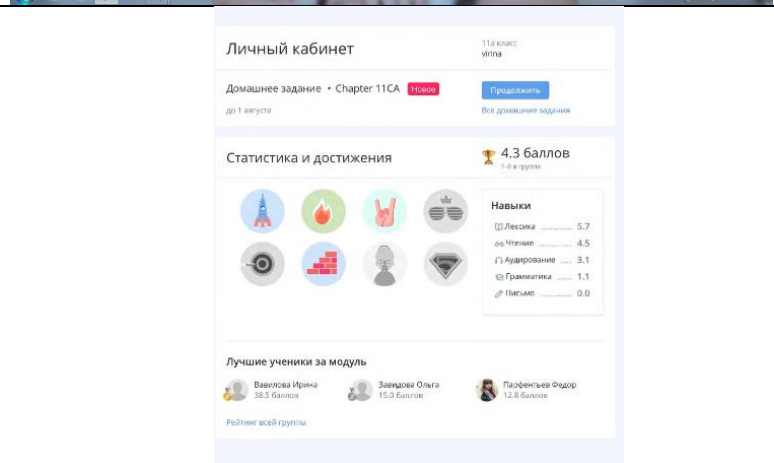 Личный кабинет
11а класс
virina
Домашнее задание • Chapter 11CA Новое
Продолжить
до 1 августа
Все домашние задания
Статистика и достижения
4.3 баллов
1-й в группе
Навыки
Лексика .............. 5.7
Чтение .............. 4.5
Аудирование ..... 3.1
Грамматика ....... 1.1
Письмо .............. 0.0
Лучшие ученики за модуль
Вавилова Ирина
38.5 баллов
Завидова Ольга
15.0 баллов
Парфентьев Федор
12.8 баллов
Рейтинг всей группы